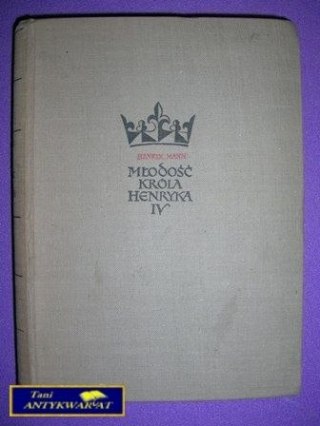 HENRYK MANN
MŁODOŚĆ
KRÓLA
HENRYKA
IV
Tani
ANTYKWARIAT